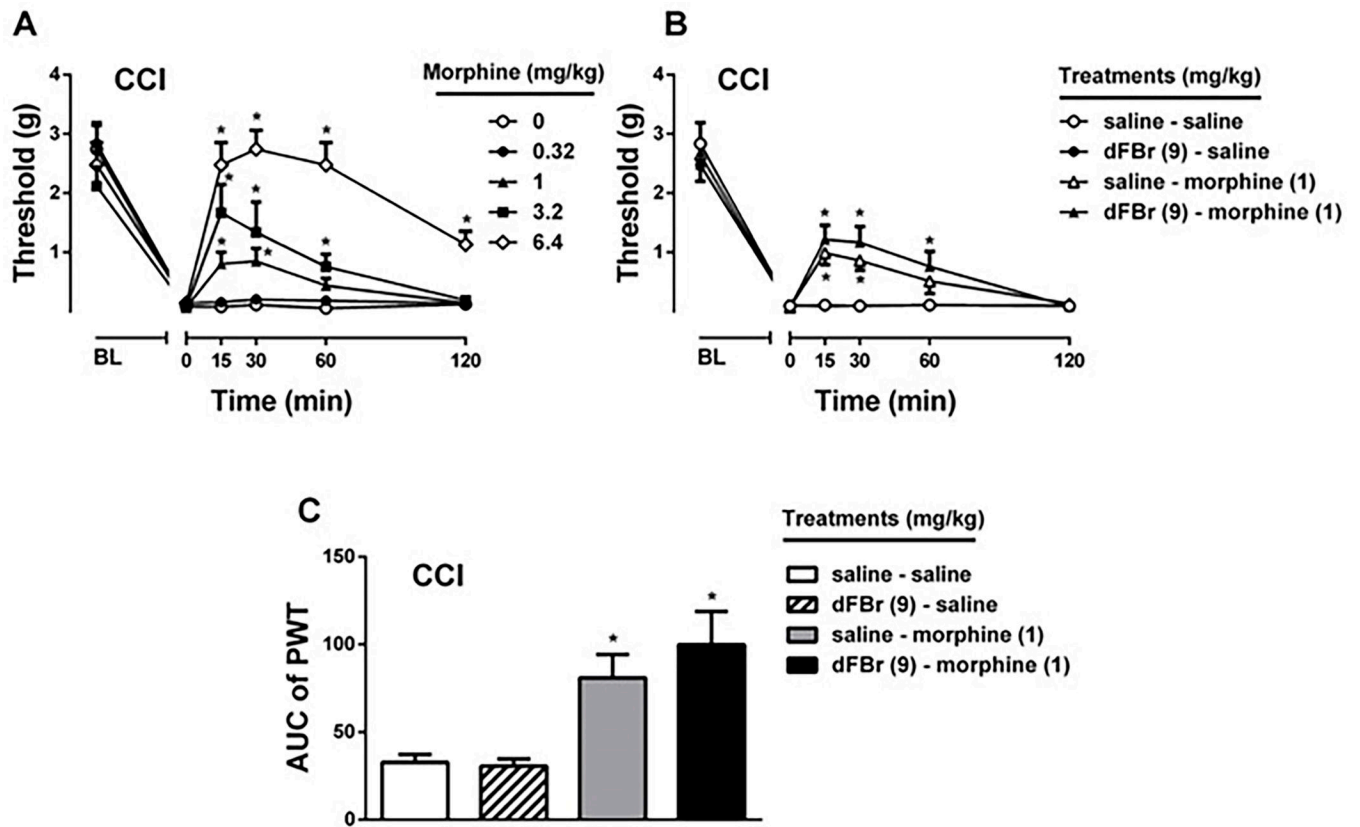 A
CCI
Threshold (g)
4
3
2
1
BL
0
15
30
60
120
Time (min)
Morphine (mg/kg)
0
0.32
1
3.2
6.4
B
CCI
Threshold (g)
4
3
2
1
BL
0
15
30
60
120
Time (min)
Treatments (mg/kg)
saline - saline
dFBr (9) - saline
saline - morphine (1)
dFBr (9) - morphine (1)
C
CCI
AUC of PWT
150
100
50
0
Treatments (mg/kg)
saline - saline
dFBr (9) - saline
saline - morphine (1)
dFBr (9) - morphine (1)